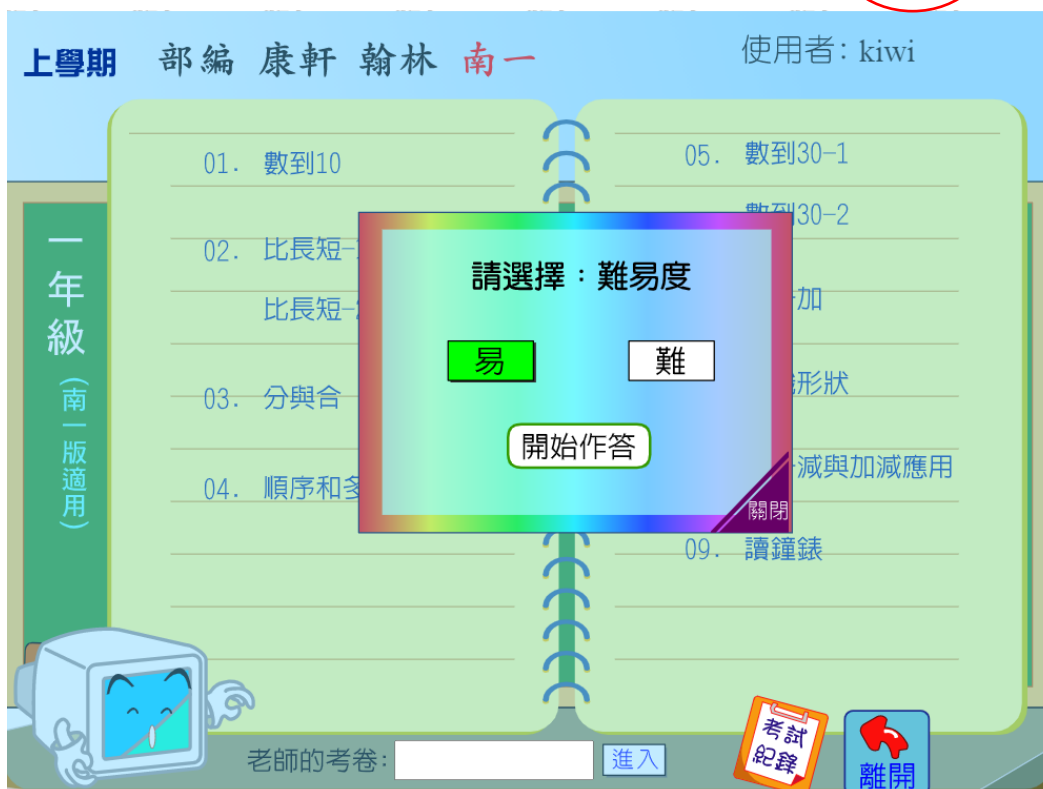 上學期 部編 康軒 翰林 南一 使用者: kiwi
一年級 (南一版適用)
01. 數到10
02. 比長短-
比長短-
03. 分與合
04. 順序和多
05. 數到30-1
數到30-2
加
形狀
減與加減應用
09. 讀鐘錶
請選擇：難易度
易 難
開始作答
關閉
老師的考卷: 進入
考試
紀錄
離開